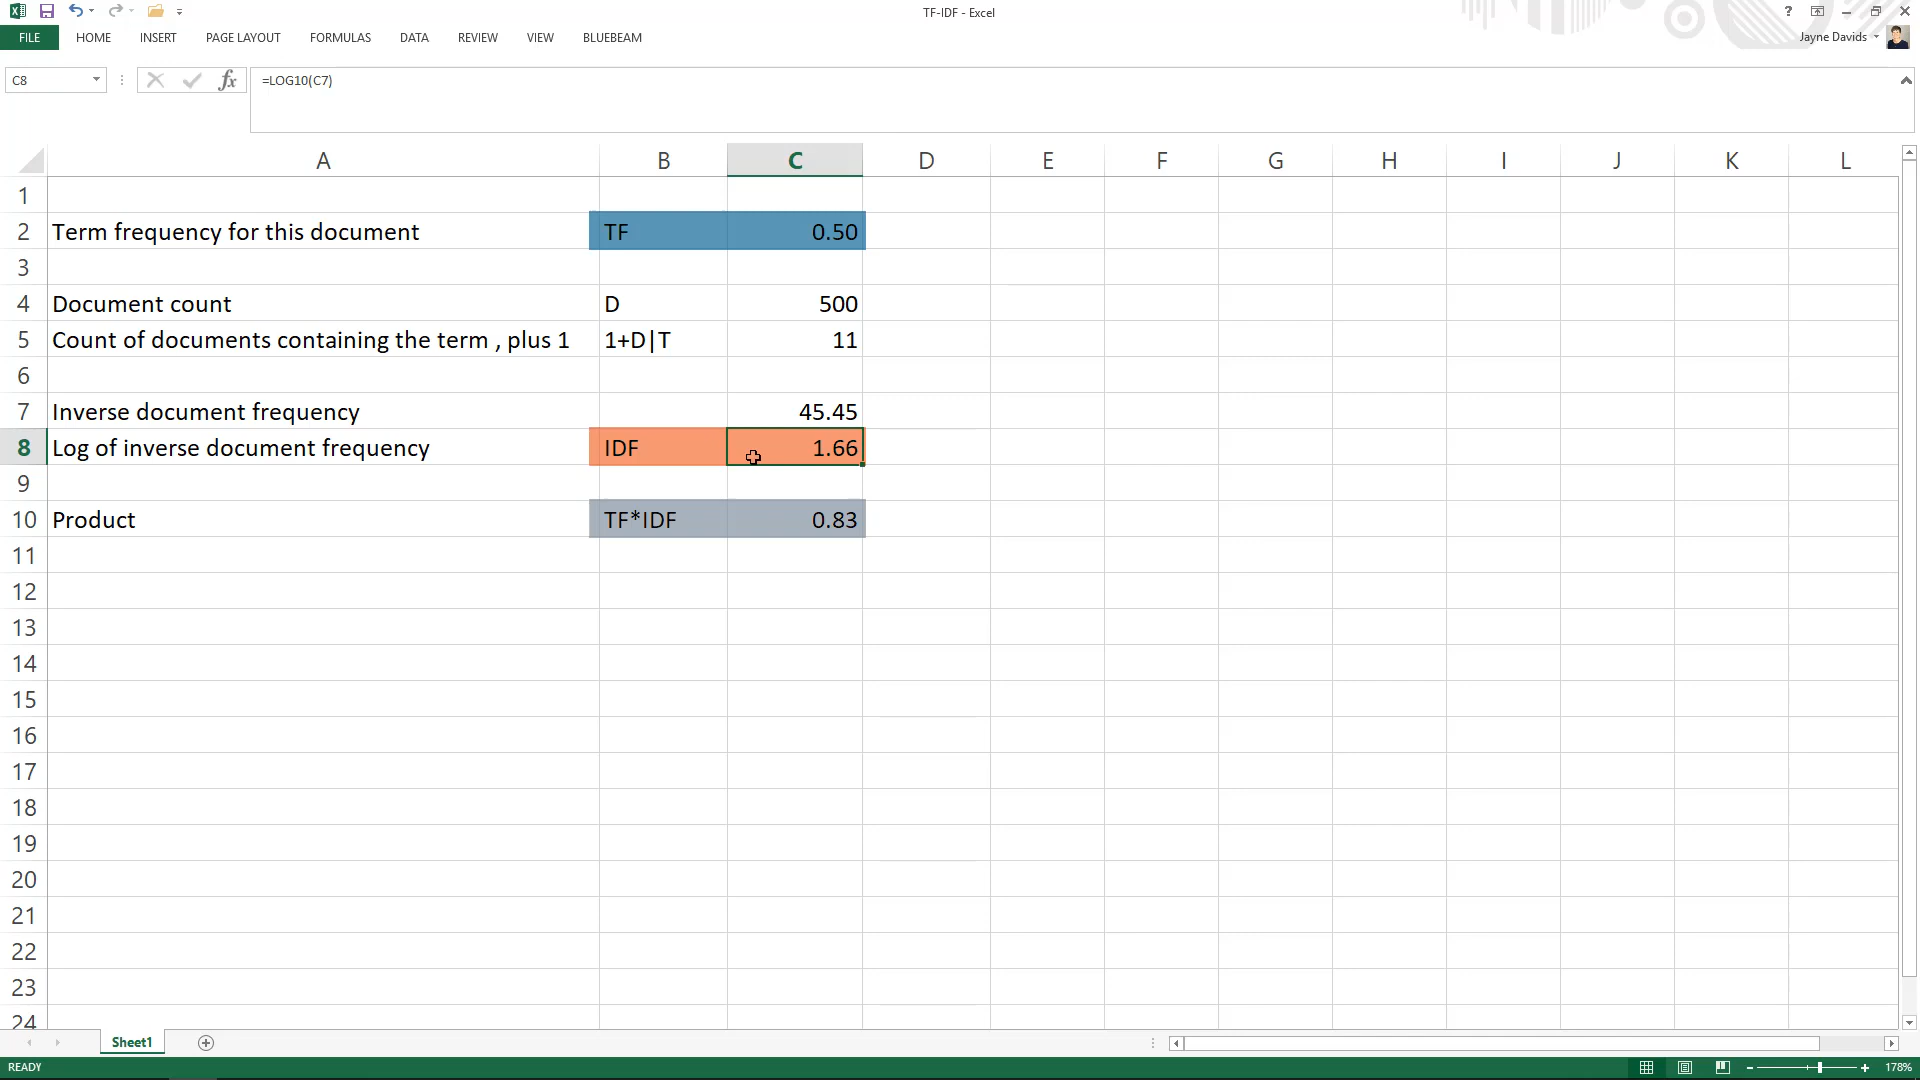 TF-IDF - Excel
FILE HOME INSERT PAGE LAYOUT FORMULAS DATA REVIEW VIEW BLUEBEAM
Jayne Davids
C8 fx =LOG10(C7)
A B C D E F G H I J K L
1
2 Term frequency for this document TF 0.50
3
4 Document count D 500
5 Count of documents containing the term , plus 1 1+D|T 11
6
7 Inverse document frequency 45.45
8 Log of inverse document frequency IDF 1.66
9
10 Product TF*IDF 0.83
11
12
13
14
15
16
17
18
19
20
21
22
23
24
Sheet1
READY 178%